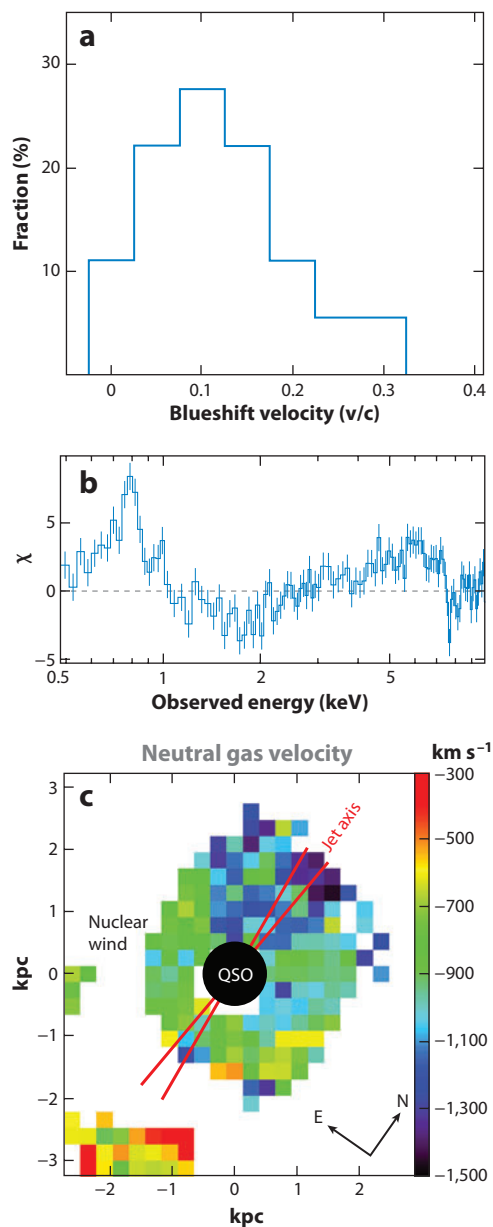 a
30
20
10
Fraction (%)
0
0.1
0.2
0.3
0.4
Blueshift velocity (v/c)
b
5
0
−5
χ
0.5
1
2
5
Observed energy (keV)
Neutral gas velocity
km s−1
c
3
2
1
0
−1
−2
−3
kpc
Jet axis
Nuclear
wind
QSO
E
N
−2
−1
0
1
2
kpc
−300
−500
−700
−900
−1,100
−1,300
−1,500